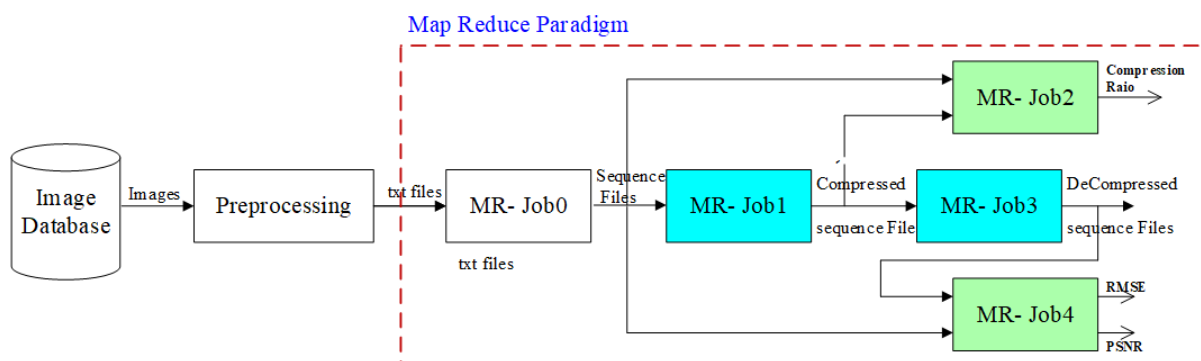 Map Reduce Paradigm
Image
Database
Images
Preprocessing
txt files
MR- Job0
txt files
Sequence
Files
MR- Job1
Compressed
sequence File
MR- Job2
Compression
Raio
MR- Job3
DeCompressed
sequence Files
MR- Job4
RMSE
PSNR